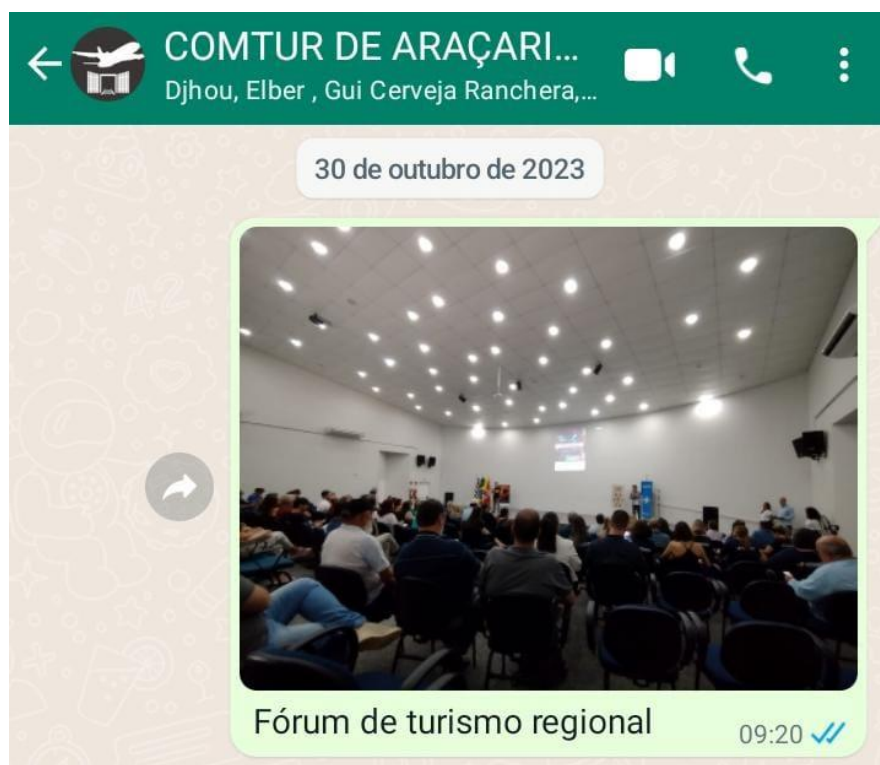 COMTUR DE ARAÇARI...
Djhou, Elber , Gui Cerveja Ranchera,...
30 de outubro de 2023
Fórum de turismo regional
09:20